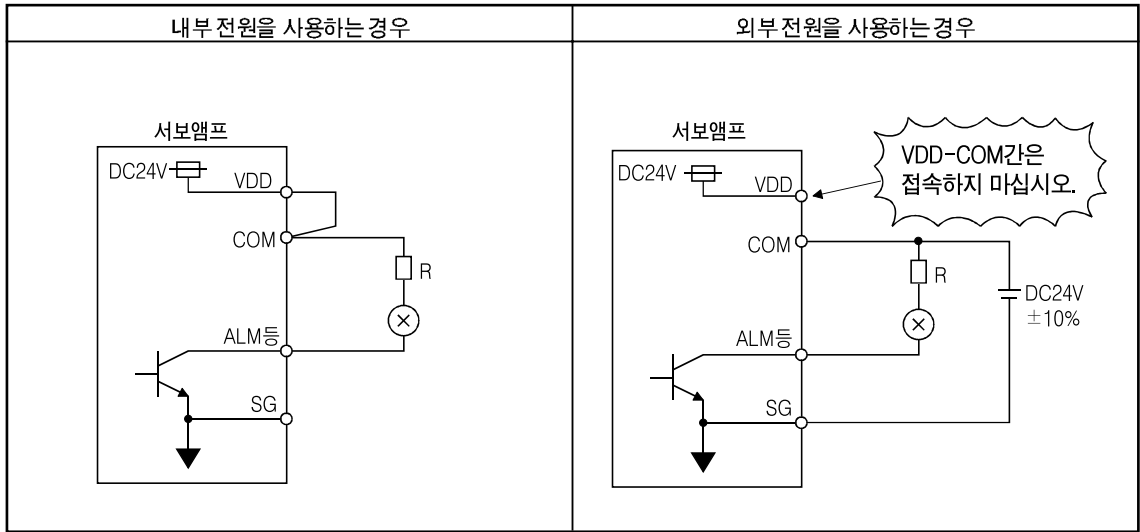 내부 전원을 사용하는 경우
외부 전원을 사용하는 경우
서보앰프
DC24V
VDD
COM
R
ALM등
SG
서보앰프
DC24V
VDD
VDD-COM간은
접속하지 마십시오.
COM
R
DC24V
±10%
ALM등
SG